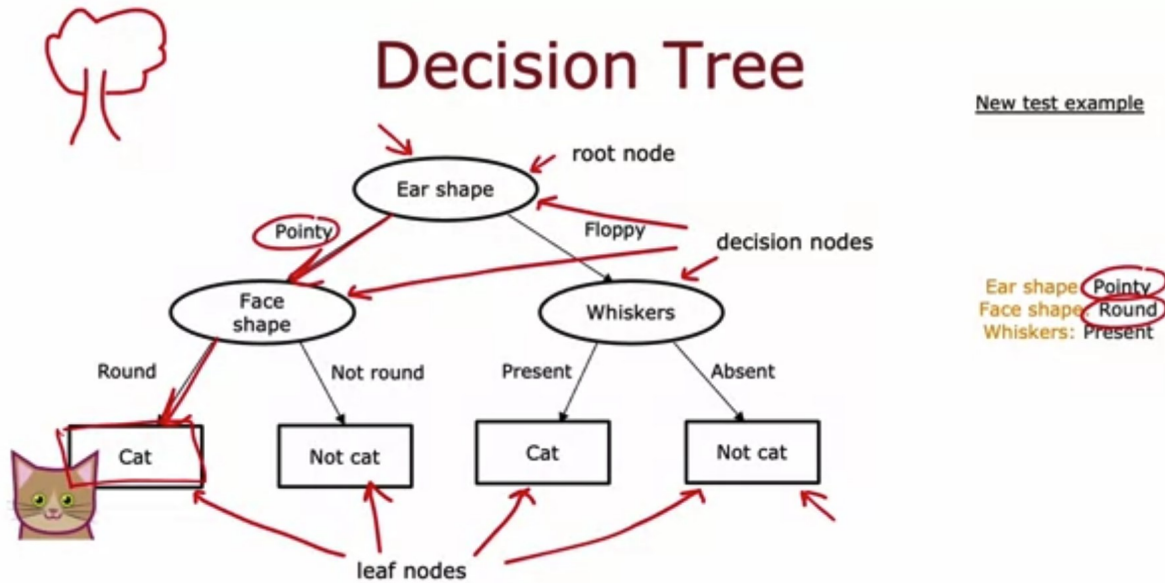 Decision Tree
New test example
root node
Ear shape
Pointy
Floppy
decision nodes
Ear shape: Pointy
Face shape: Round
Whiskers: Present
Face
shape
Whiskers
Round
Not round
Present
Absent
Cat
Not cat
Cat
Not cat
leaf nodes